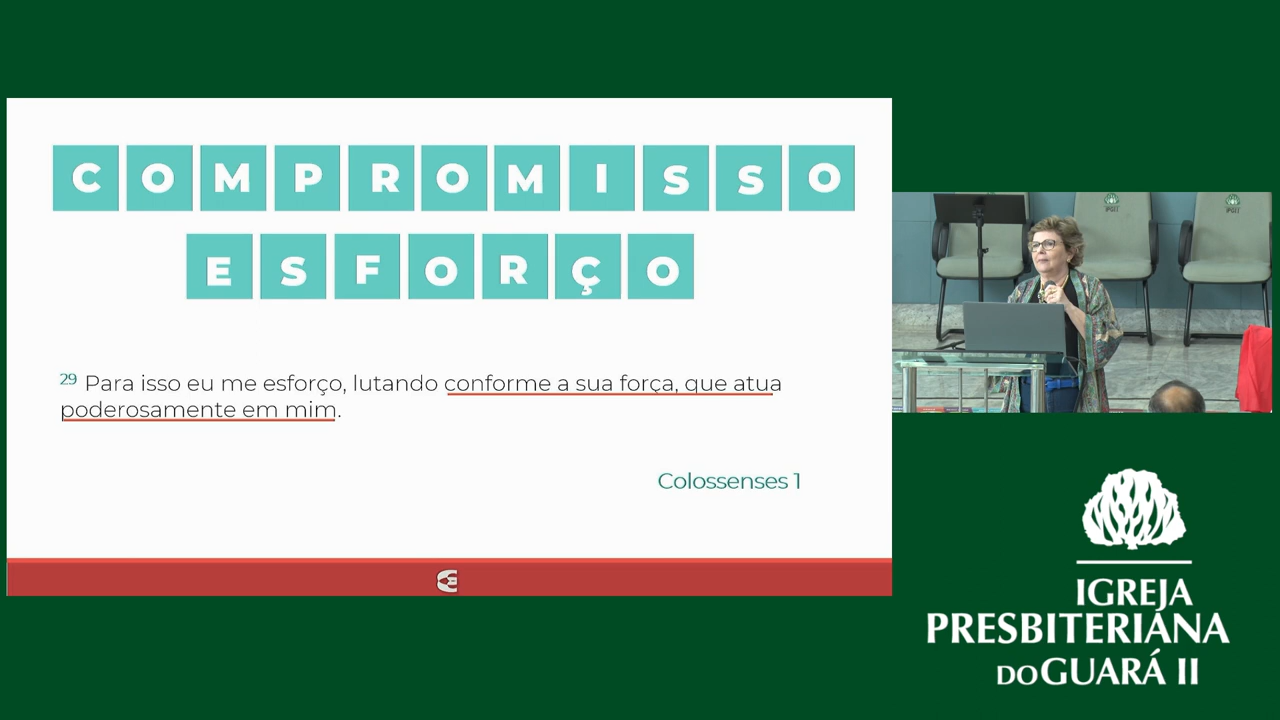 COMPROMISSO
ESFORÇO
29 Para isso eu me esforço, lutando conforme a sua força, que atua
poderosamente em mim.
Colossenses 1
IGREJA
PRESBITERIANA
DO GUARÁ II